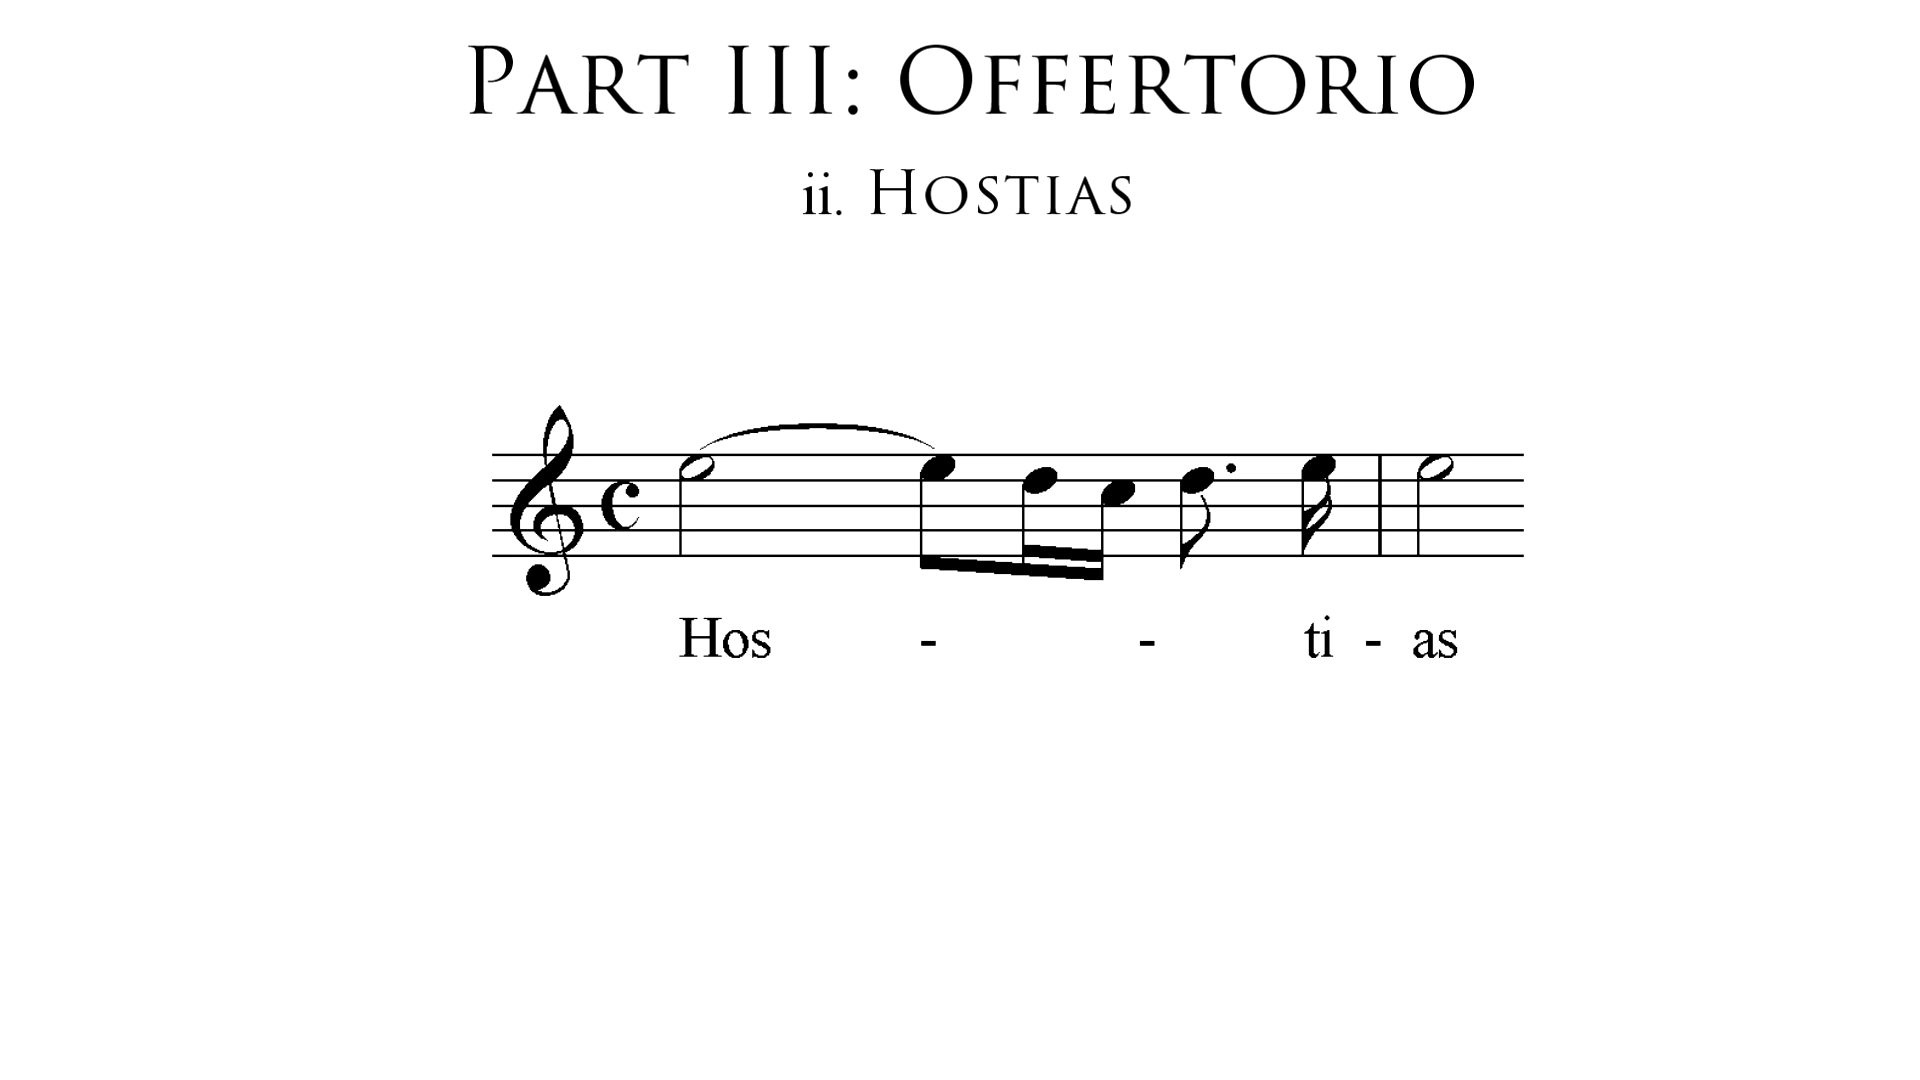 Part III: Offertorio
ii. Hostias
Hos - - ti - as